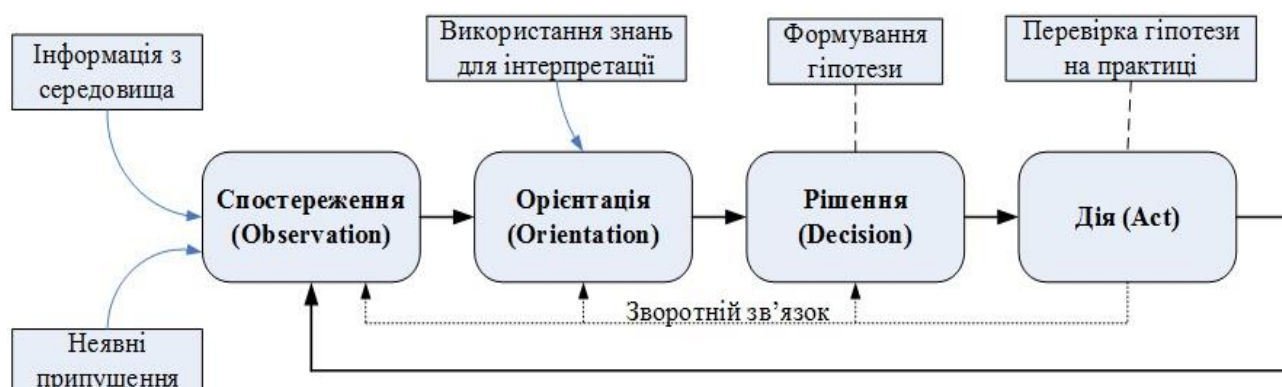 Інформація з
середовища
Використання знань
для інтерпретації
Формування
гіпотези
Перевірка гіпотези
на практиці
Спостереження
(Observation)
Орієнтація
(Orientation)
Рішення
(Decision)
Дія (Act)
Зворотній зв’язок
Неявні
припущення